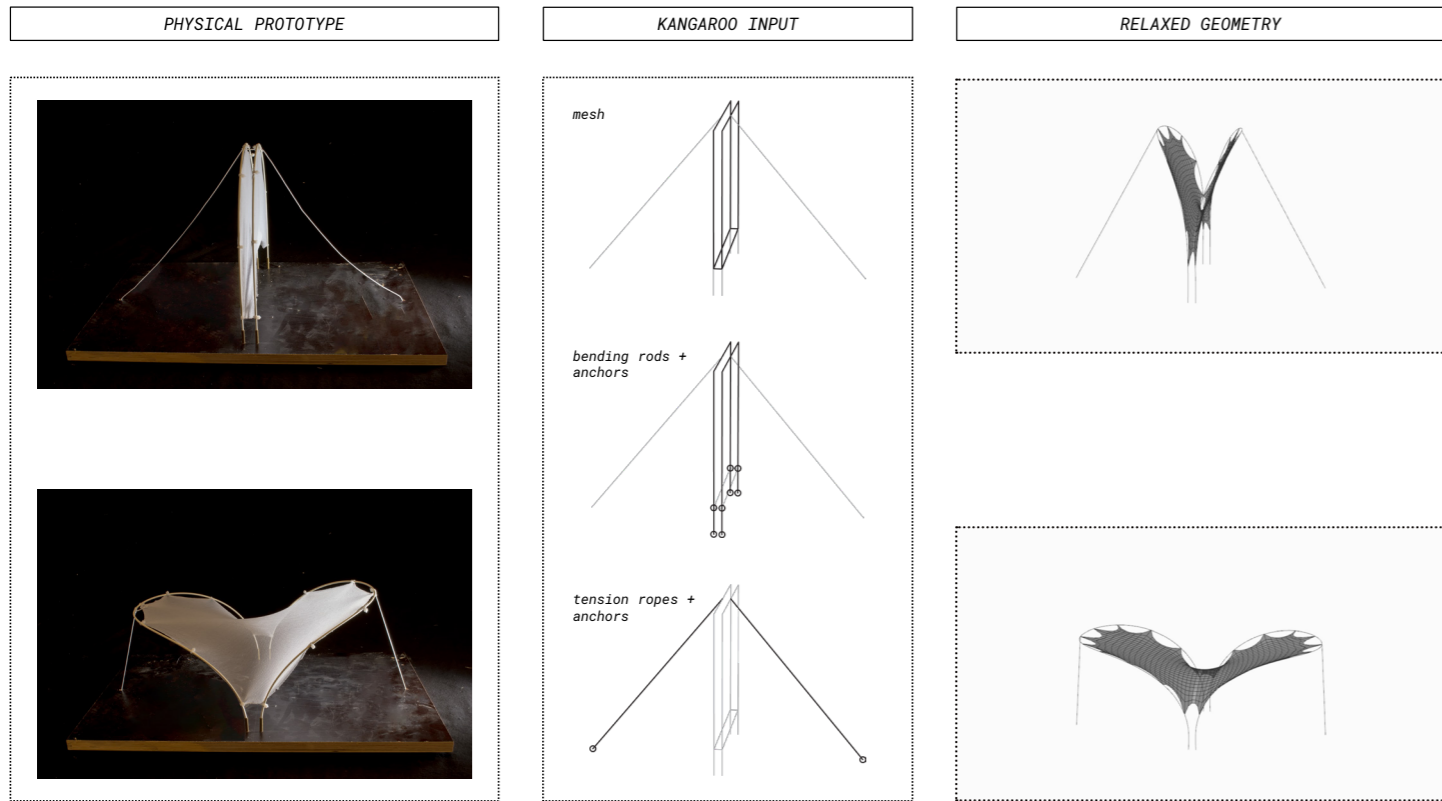 PHYSICAL PROTOTYPE
KANGAROO INPUT
RELAXED GEOMETRY
mesh
bending rods +
anchors
tension ropes +
anchors